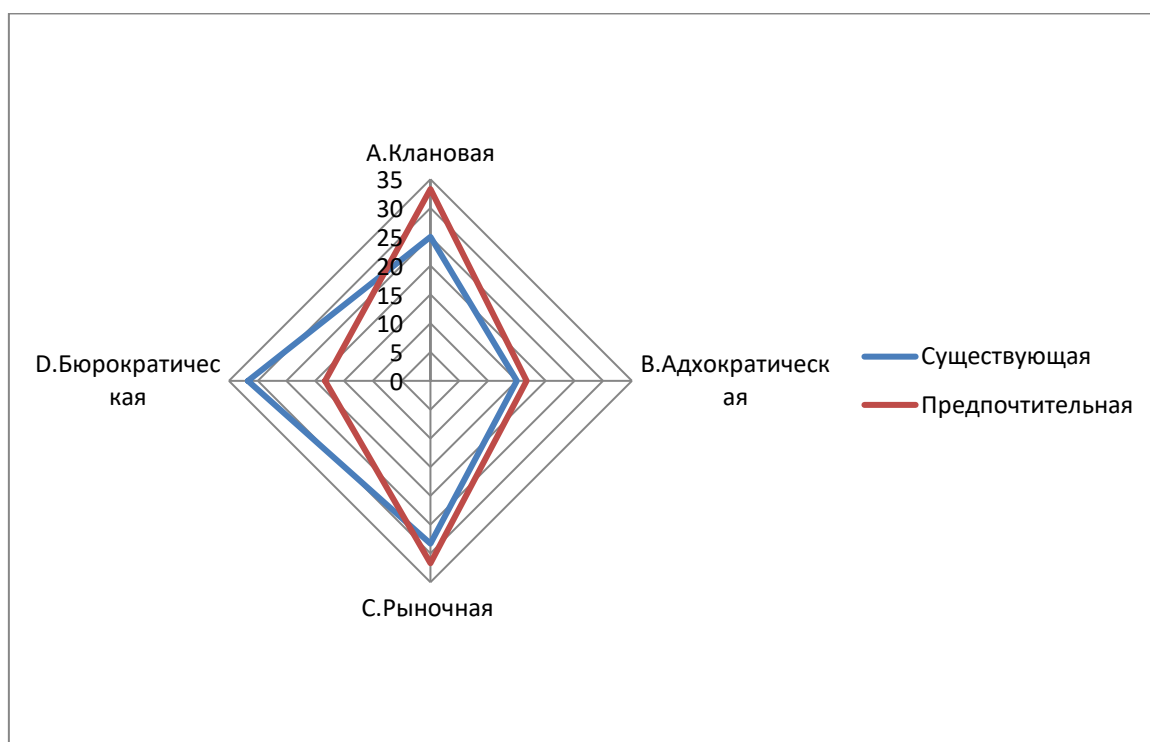 А.Клановая
35
30
25
20
15
10
5
0
D.Бюрократичес
кая
В.Адхократическ
ая
С.Рыночная
Существующая
Предпочтительная